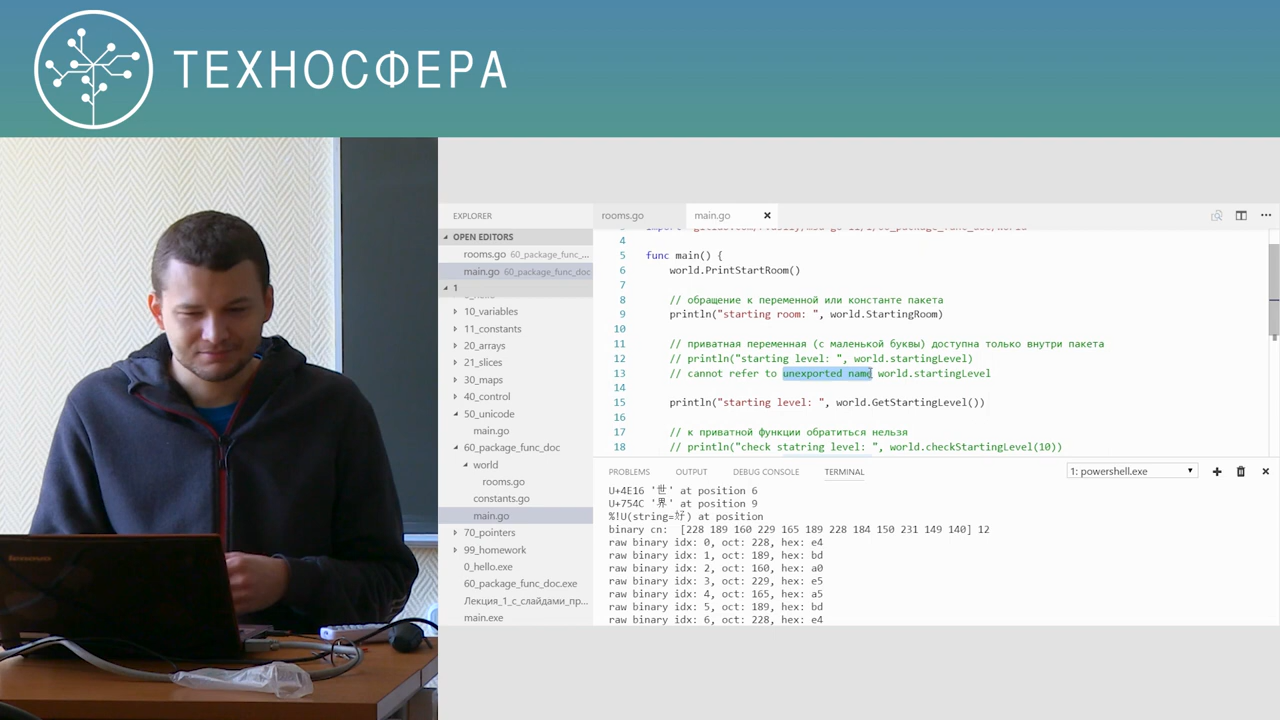 ТЕХНОСФЕРА
EXPLORER
OPEN EDITORS
rooms.go 60_package_func_...
main.go 60_package_func_doc
1
10_variables
11_constants
20_arrays
21_slices
30_maps
40_control
50_unicode
main.go
60_package_func_doc
world
rooms.go
constants.go
main.go
70_pointers
99_homework
0_hello.exe
60_package_func_doc.exe
Лекция_1_с_слайдами_пр...
main.exe
rooms.go
main.go
4
5 func main() {
6 world.PrintStartRoom()
7
8 // обращение к переменной или константе пакета
9 println("starting room: ", world.StartingRoom)
10
11 // приватная переменная (с маленькой буквы) доступна только внутри пакета
12 // println("starting level: ", world.startingLevel)
13 // cannot refer to unexported name world.startingLevel
14
15 println("starting level: ", world.GetStartingLevel())
16
17 // к приватной функции обратиться нельзя
18 // println("check statring level: ", world.checkStartingLevel(10))
PROBLEMS OUTPUT DEBUG CONSOLE TERMINAL 1: powershell.exe
U+4E16 '世' at position 6
U+754C '界' at position 9
%!U(string=好) at position
binary cn: [228 189 160 229 165 189 228 184 150 231 149 140] 12
raw binary idx: 0, oct: 228, hex: e4
raw binary idx: 1, oct: 189, hex: bd
raw binary idx: 2, oct: 160, hex: a0
raw binary idx: 3, oct: 229, hex: e5
raw binary idx: 4, oct: 165, hex: a5
raw binary idx: 5, oct: 189, hex: bd
raw binary idx: 6, oct: 228, hex: e4